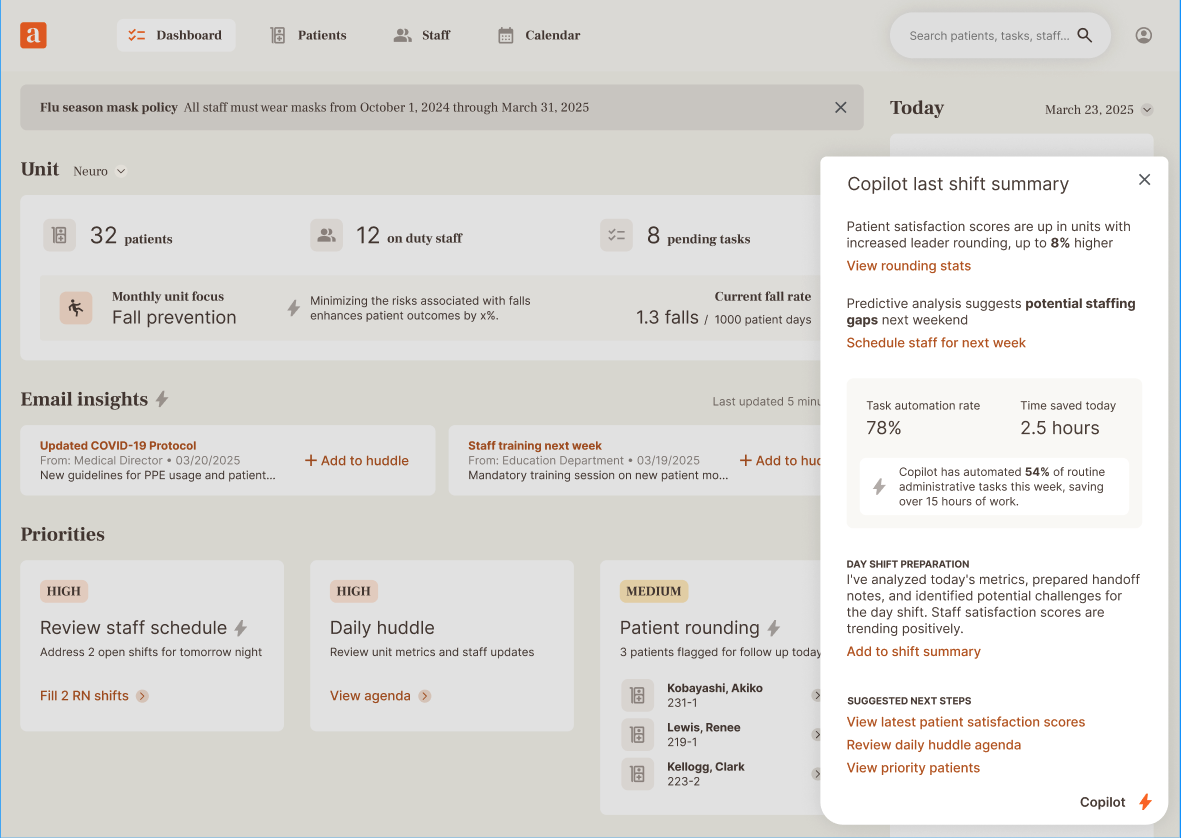 a
Dashboard
Patients
Staff
Calendar
Search patients, tasks, staff...
Flu season mask policy All staff must wear masks from October 1, 2024 through March 31, 2025
Today
March 23, 2025
Unit
Neuro
32 patients
12 on duty staff
8 pending tasks
Monthly unit focus
Fall prevention
Minimizing the risks associated with falls
enhances patient outcomes by x%.
Current fall rate
1.3 falls / 1000 patient days
Email insights
Last updated 5 minu
Updated COVID-19 Protocol
From: Medical Director • 03/20/2025
New guidelines for PPE usage and patient...
+ Add to huddle
Staff training next week
From: Education Department • 03/19/2025
Mandatory training session on new patient mo...
+ Add to hud
Priorities
HIGH
Review staff schedule
Address 2 open shifts for tomorrow night
Fill 2 RN shifts
HIGH
Daily huddle
Review unit metrics and staff updates
View agenda
MEDIUM
Patient rounding
3 patients flagged for follow up today
Kobayashi, Akiko
231-1
Lewis, Renee
219-1
Kellogg, Clark
223-2
Copilot last shift summary
Patient satisfaction scores are up in units with
increased leader rounding, up to 8% higher
View rounding stats
Predictive analysis suggests potential staffing
gaps next weekend
Schedule staff for next week
Task automation rate
78%
Time saved today
2.5 hours
Copilot has automated 54% of routine
administrative tasks this week, saving
over 15 hours of work.
DAY SHIFT PREPARATION
I've analyzed today's metrics, prepared handoff
notes, and identified potential challenges for
the day shift. Staff satisfaction scores are
trending positively.
Add to shift summary
SUGGESTED NEXT STEPS
View latest patient satisfaction scores
Review daily huddle agenda
View priority patients
Copilot